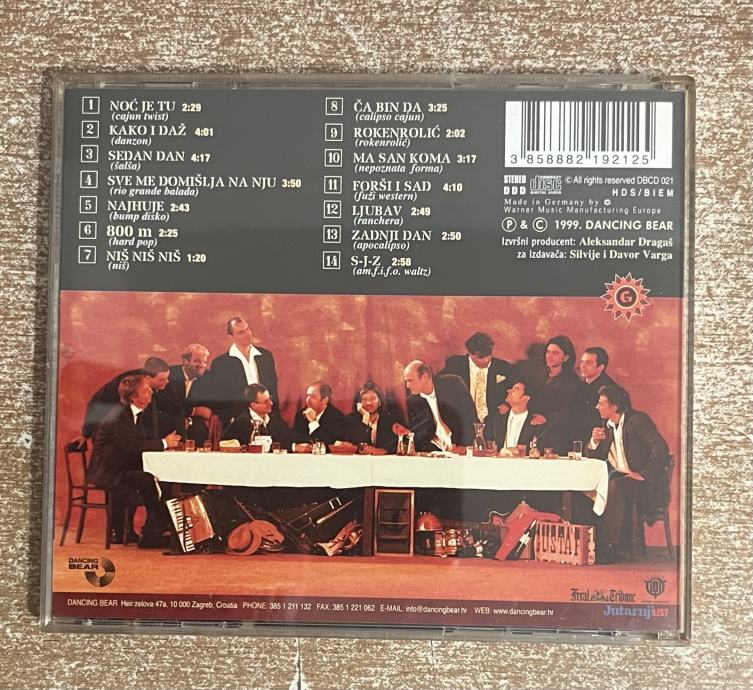 1 NOĆ JE TU 2:29
(cajun twist)
2 KAKO I DAŽ 4:01
(danzon)
3 SEDAN DAN 4:17
(šalša)
4 SVE ME DOMIŠLJA NA NJU 3:50
(rio grande balada)
5 NAJHUJE 2:43
(bump disko)
6 800 m 2:25
(hard pop)
7 NIŠ NIŠ NIŠ 1:20
(niš)
8 ČA BIN DA 3:25
(calipso cajun)
9 ROKENROLIĆ 2:02
(rokenrolić)
10 MA SAN KOMA 3:17
(nepoznata forma)
11 FORŠI I SAD 4:10
(fuži western)
12 LJUBAV 2:49
(ranchera)
13 ZADNJI DAN 2:50
(apocalipso)
14 S-J-Z 2:58
(am.f.i.f.o. waltz)
3 858882 192125
STEREO
DDD
COMPACT disc DIGITAL AUDIO
© All rights reserved DBCD 021
HDS/BIEM
Made in Germany by
Warner Music Manufacturing Europe
Ⓟ & © 1999. DANCING BEAR
Izvršni producent: Aleksandar Dragaš
za izdavača: Silvije i Davor Varga
G
JUSTAL
DANCING
BEAR
Feral Tribune
Jutarnji LIST
DANCING BEAR Heinzelova 47a, 10 000 Zagreb, Croatia PHONE: 385 1 211 132 FAX: 385 1 221 062 E-MAIL: info@dancingbear.hr WEB: www.dancingbear.hr